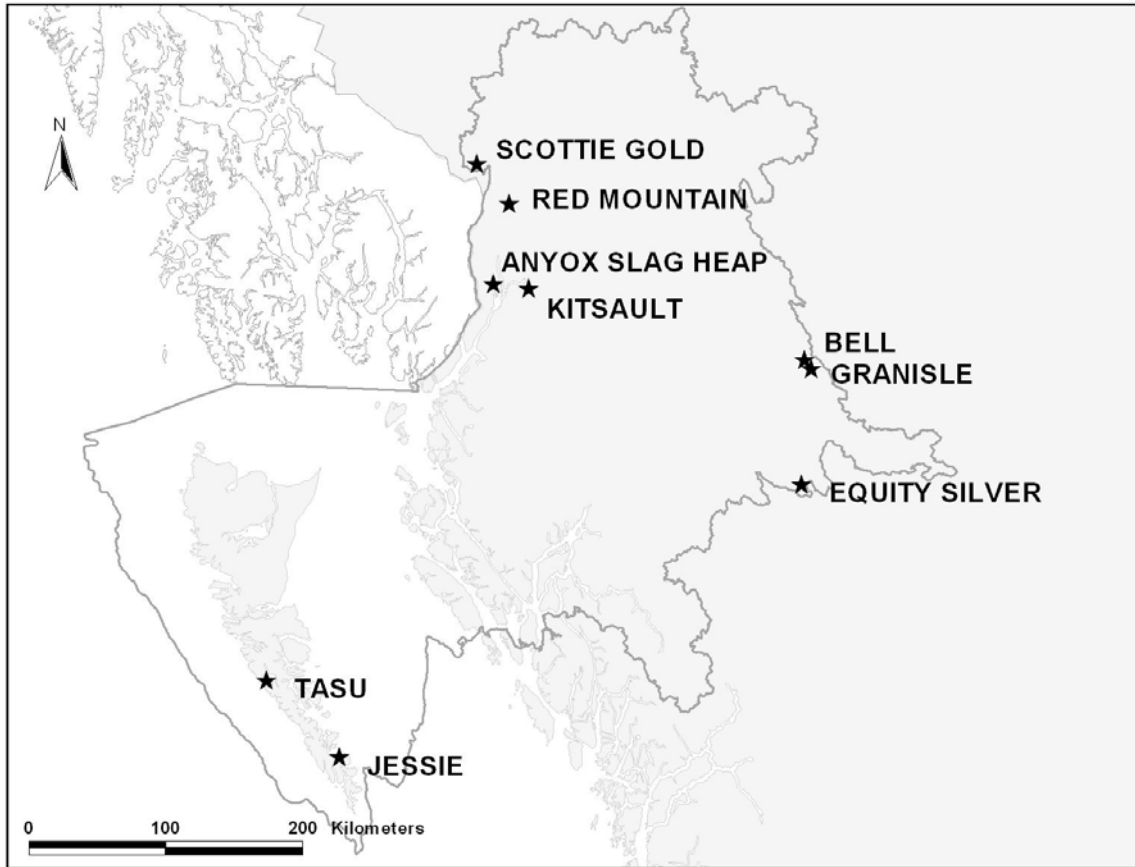 N
SCOTTIE GOLD
RED MOUNTAIN
ANYOX SLAG HEAP
KITSAULT
BELL
GRANISLE
EQUITY SILVER
TASU
JESSIE
0 100 200 Kilometers